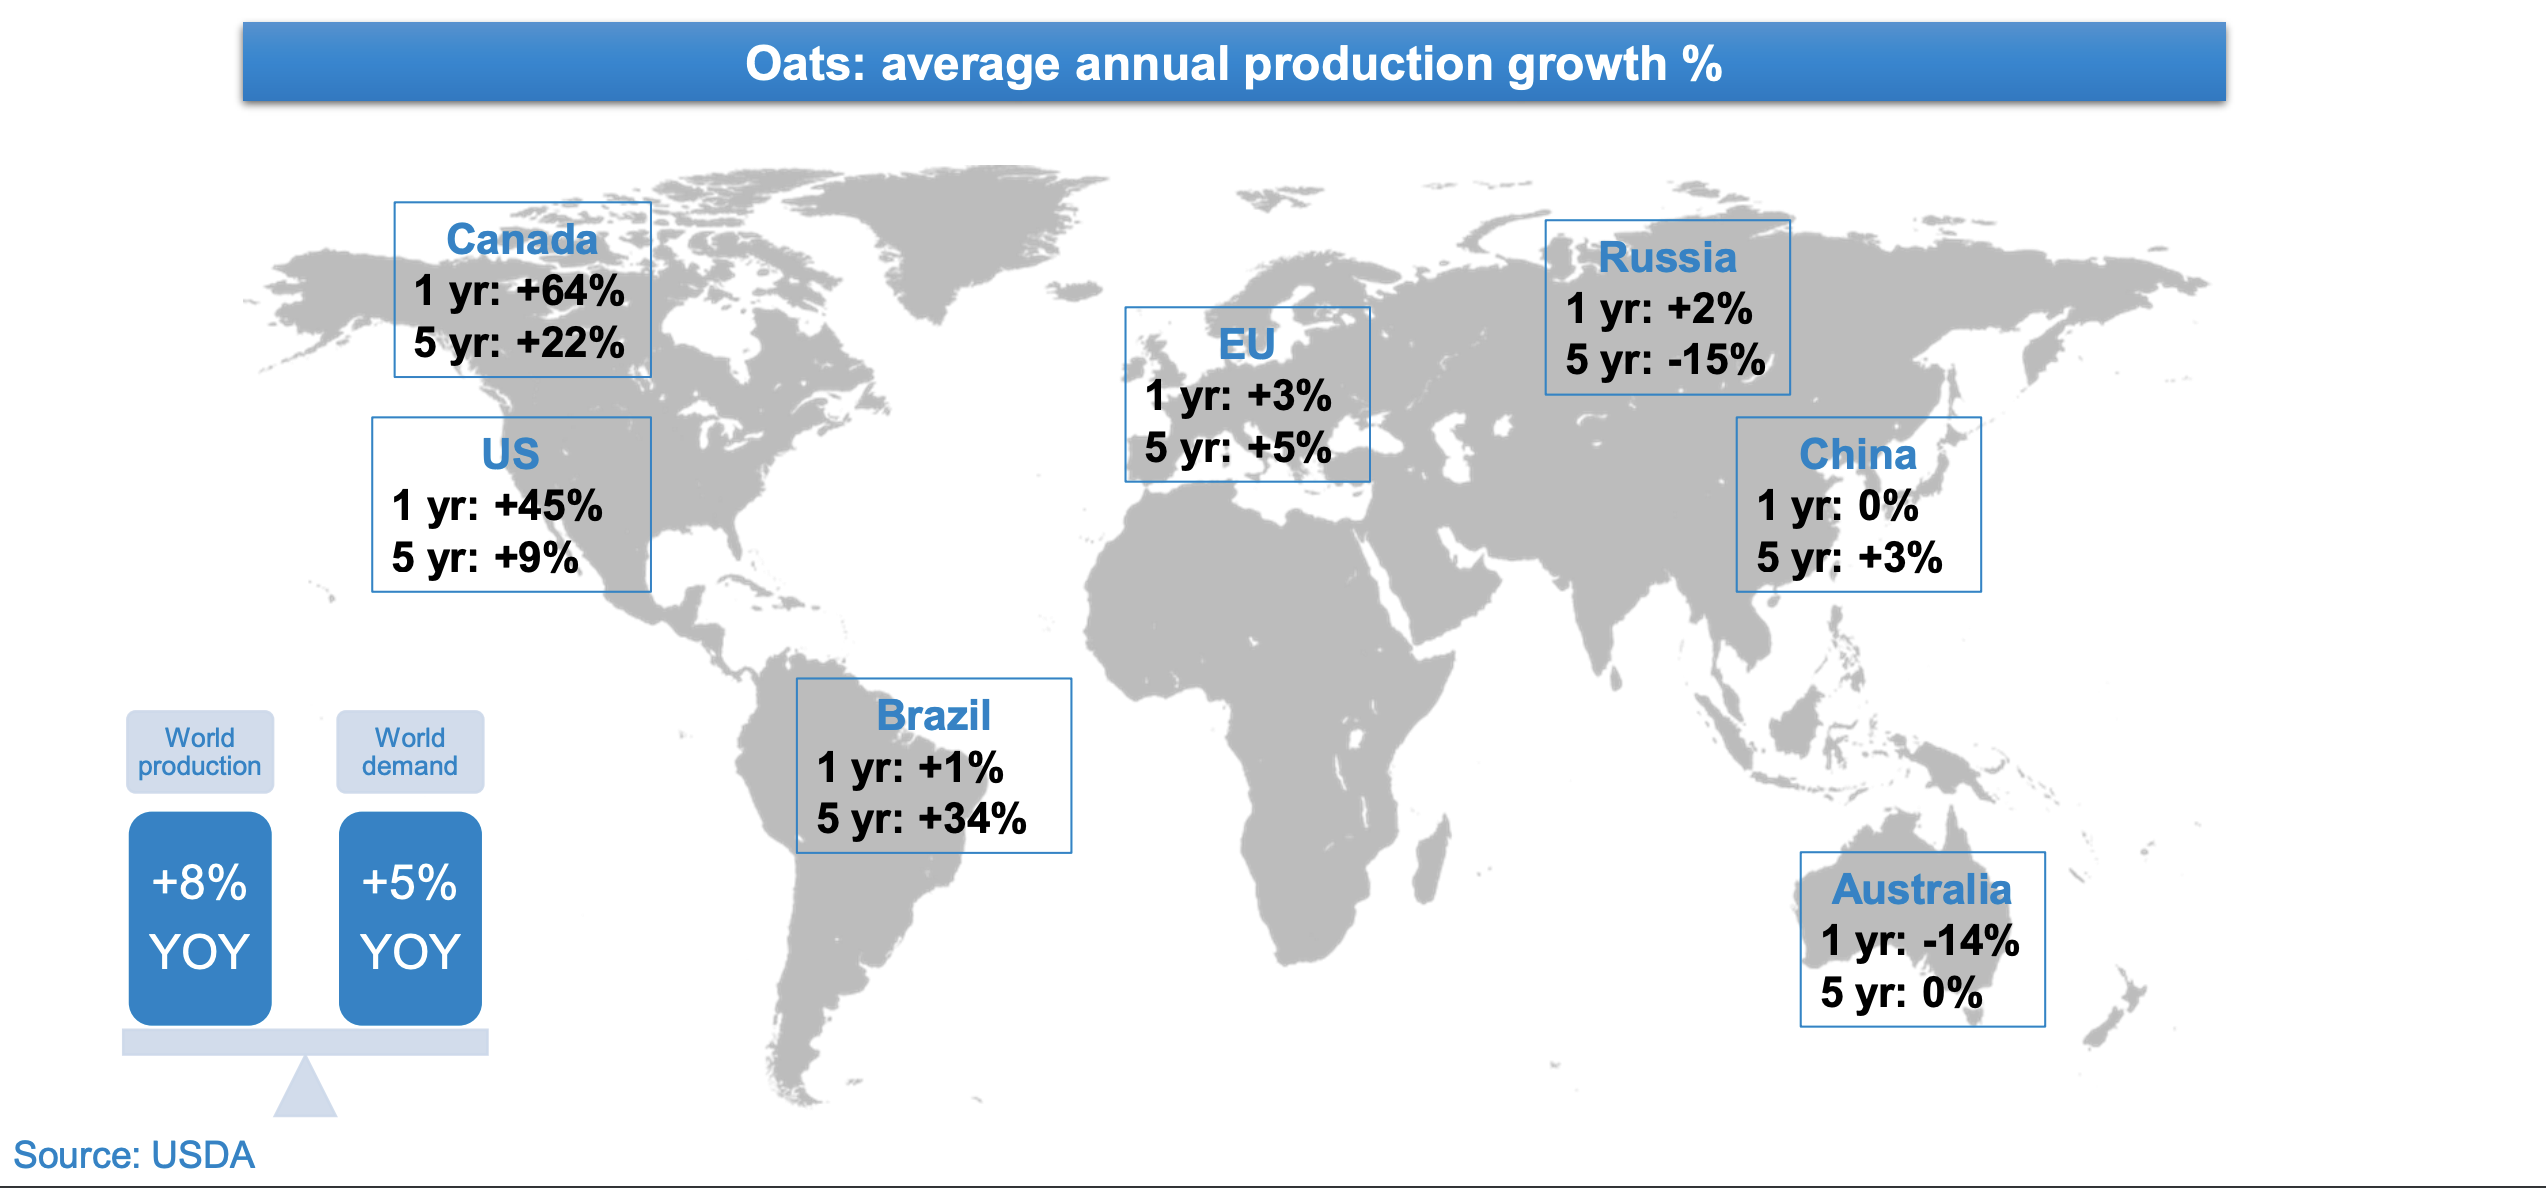 Oats: average annual production growth %
Canada
1 yr: +64%
5 yr: +22%
US
1 yr: +45%
5 yr: +9%
Brazil
1 yr: +1%
5 yr: +34%
EU
1 yr: +3%
5 yr: +5%
Russia
1 yr: +2%
5 yr: -15%
China
1 yr: 0%
5 yr: +3%
Australia
1 yr: -14%
5 yr: 0%
World
production
+8%
YOY
World
demand
+5%
YOY
Source: USDA